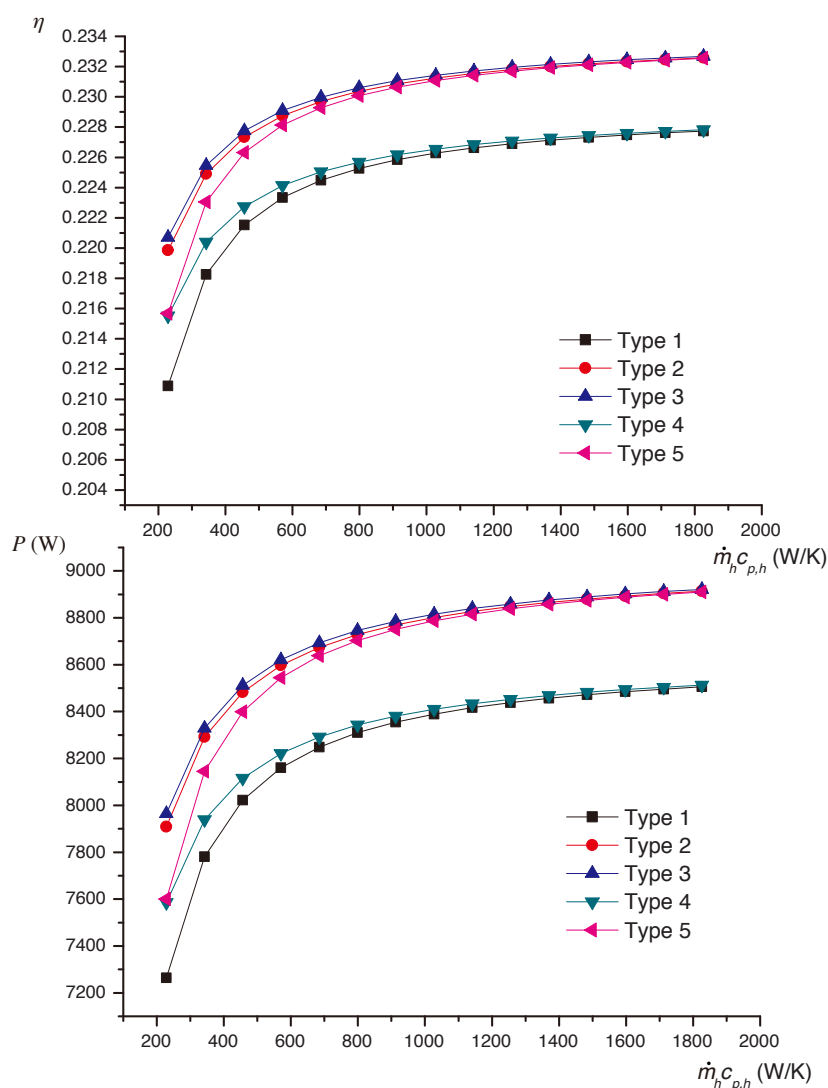 η
0.234
0.232
0.230
0.228
0.226
0.224
0.222
0.220
0.218
0.216
0.214
0.212
0.210
0.208
0.206
0.204
Type 1
Type 2
Type 3
Type 4
Type 5
200 400 600 800 1000 1200 1400 1600 1800 2000
ṁ_h c_{p,h} (W/K)
P (W)
9000
8800
8600
8400
8200
8000
7800
7600
7400
7200
Type 1
Type 2
Type 3
Type 4
Type 5
200 400 600 800 1000 1200 1400 1600 1800 2000
ṁ_h c_{p,h} (W/K)